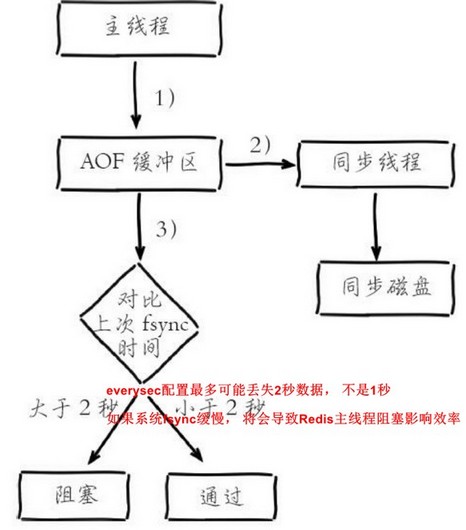 主线程
1)
AOF 缓冲区
2)
同步线程
3)
同步磁盘
对比
上次 fsync
时间
everysec配置最多可能丢失2秒数据， 不是1秒
大于 2 秒
小于 2 秒
如果系统fsync缓慢， 将会导致Redis主线程阻塞影响效率
阻塞
通过